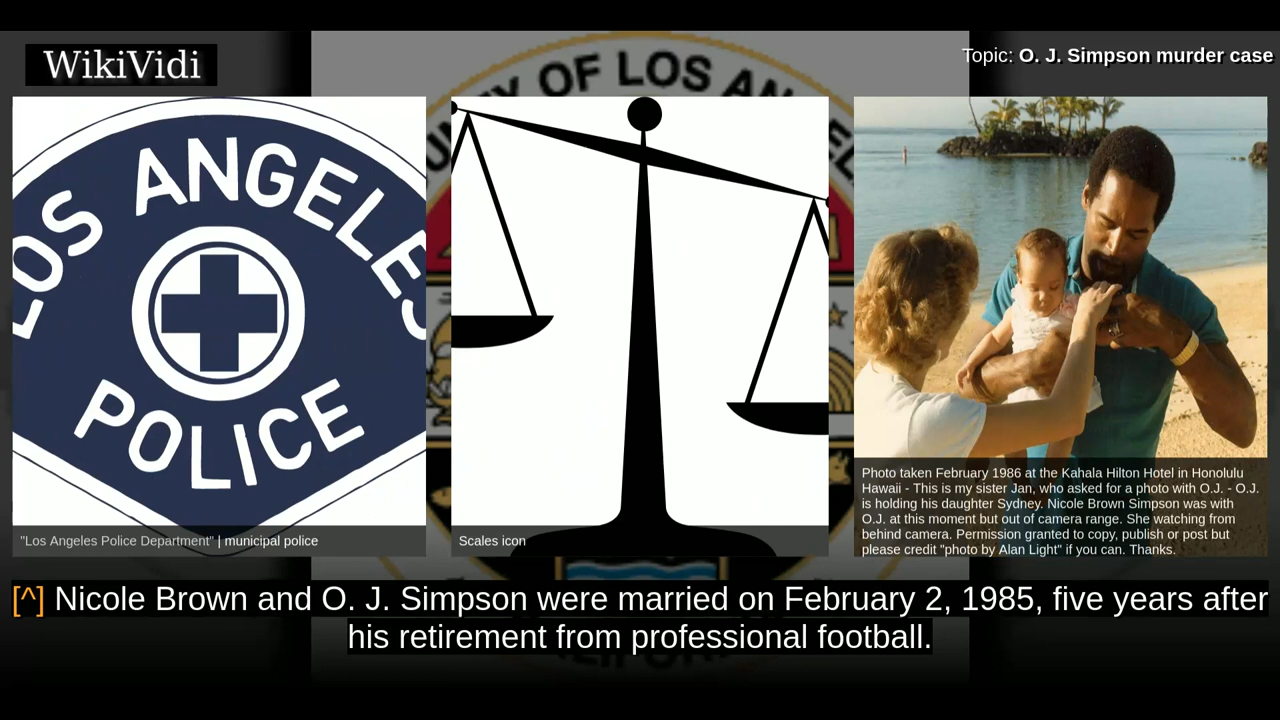 WikiVidi
Topic: O. J. Simpson murder case
UNTY OF LOS AN
LOS ANGELES
POLICE
"Los Angeles Police Department" | municipal police
Scales icon
Photo taken February 1986 at the Kahala Hilton Hotel in Honolulu
Hawaii - This is my sister Jan, who asked for a photo with O.J. - O.J.
is holding his daughter Sydney. Nicole Brown Simpson was with
O.J. at this moment but out of camera range. She watching from
behind camera. Permission granted to copy, publish or post but
please credit "photo by Alan Light" if you can. Thanks.
[^] Nicole Brown and O. J. Simpson were married on February 2, 1985, five years after
his retirement from professional football.